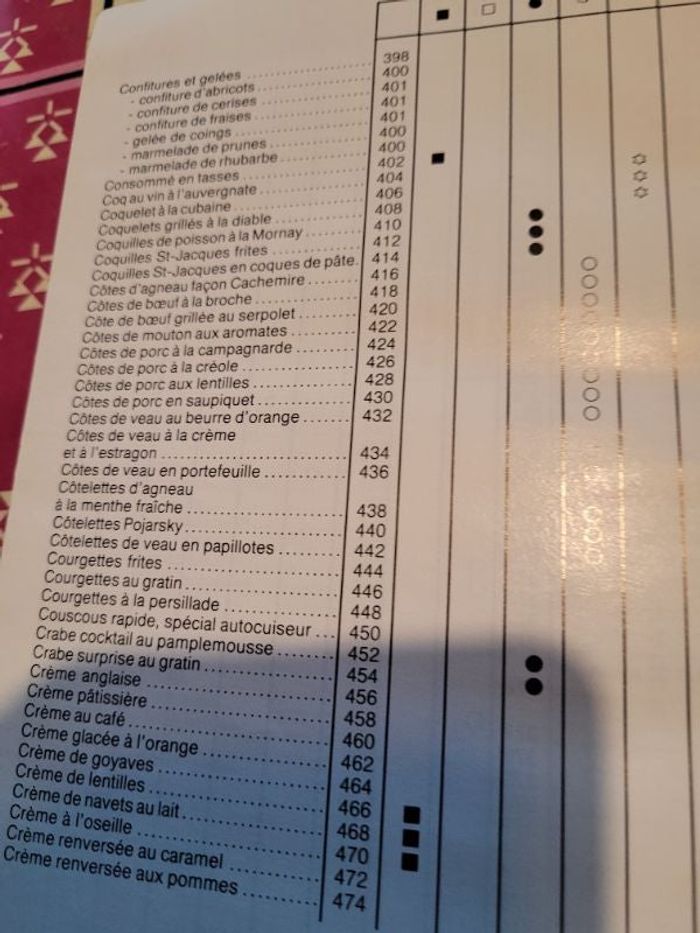 Confitures et gelées ........ 398
- confiture d'abricots ........ 400
- confiture de cerises ........ 401
- confiture de fraises ........ 401
- gelée de coings ........ 401
- marmelade de prunes ........ 400
- marmelade de rhubarbe ........ 400
Consommé en tasses ........ 402
Coq au vin à l'auvergnate ........ 404
Coquelet à la cubaine ........ 406
Coquelets grillés à la diable ........ 408
Coquilles de poisson à la Mornay ........ 410
Coquilles St-Jacques frites ........ 412
Coquilles St-Jacques en coques de pâte. 414
Côtes d'agneau façon Cachemire ........ 416
Côtes de bœuf à la broche ........ 418
Côte de bœuf grillée au serpolet ........ 420
Côtes de mouton aux aromates ........ 422
Côtes de porc à la campagnarde ........ 424
Côtes de porc à la créole ........ 426
Côtes de porc aux lentilles ........ 428
Côtes de porc en saupiquet ........ 430
Côtes de veau au beurre d'orange ........ 432
Côtes de veau à la crème
et à l'estragon ........ 434
Côtes de veau en portefeuille ........ 436
Côtelettes d'agneau
à la menthe fraîche ........ 438
Côtelettes Pojarsky ........ 440
Côtelettes de veau en papillotes ........ 442
Courgettes frites ........ 444
Courgettes au gratin ........ 446
Courgettes à la persillade ........ 448
Couscous rapide, spécial autocuiseur ... 450
Crabe cocktail au pamplemousse ........ 452
Crabe surprise au gratin ........ 454
Crème anglaise ........ 456
Crème pâtissière ........ 458
Crème au café ........ 460
Crème glacée à l'orange ........ 462
Crème de goyaves ........ 464
Crème de lentilles ........ 466
Crème de navets au lait ........ 468
Crème à l'oseille ........ 470
Crème renversée au caramel ........ 472
Crème renversée aux pommes ........ 474